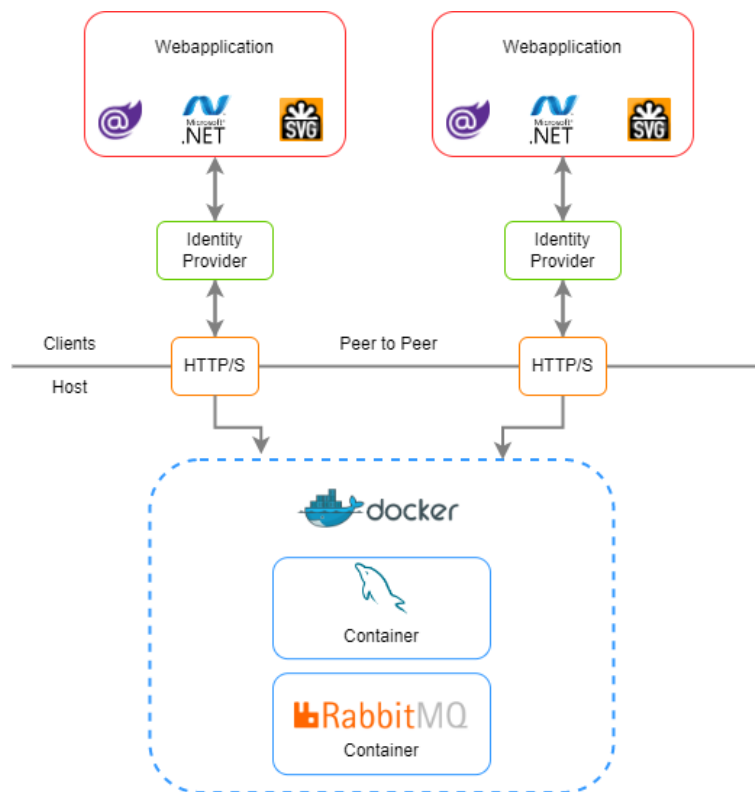 Webapplication
Webapplication
@
Microsoft®
.NET
SVG
@
Microsoft®
.NET
SVG
Identity
Provider
Identity
Provider
Clients
Peer to Peer
HTTP/S
HTTP/S
Host
docker
Container
RabbitMQ
Container